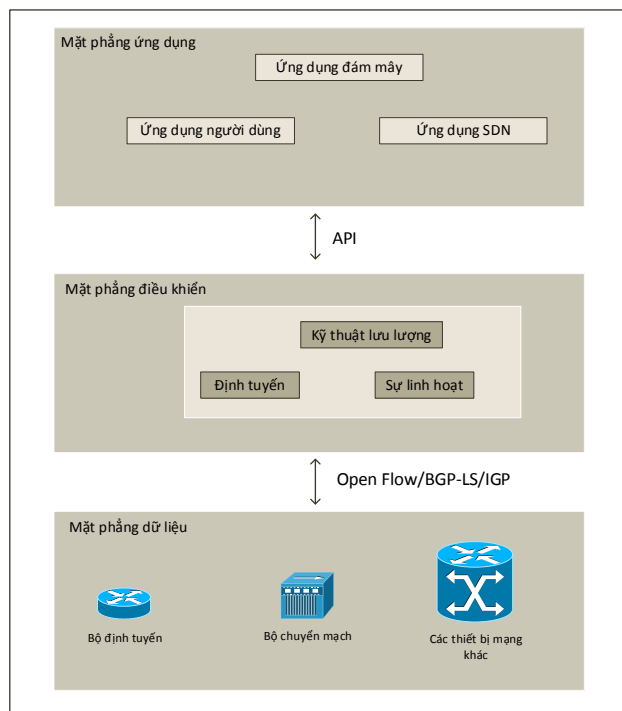 Mặt phẳng ứng dụng
Ứng dụng đám mây
Ứng dụng người dùng
Ứng dụng SDN
API
Mặt phẳng điều khiển
Kỹ thuật lưu lượng
Định tuyến
Sự linh hoạt
Open Flow/BGP-LS/IGP
Mặt phẳng dữ liệu
Bộ định tuyến
Bộ chuyển mạch
Các thiết bị mạng
khác